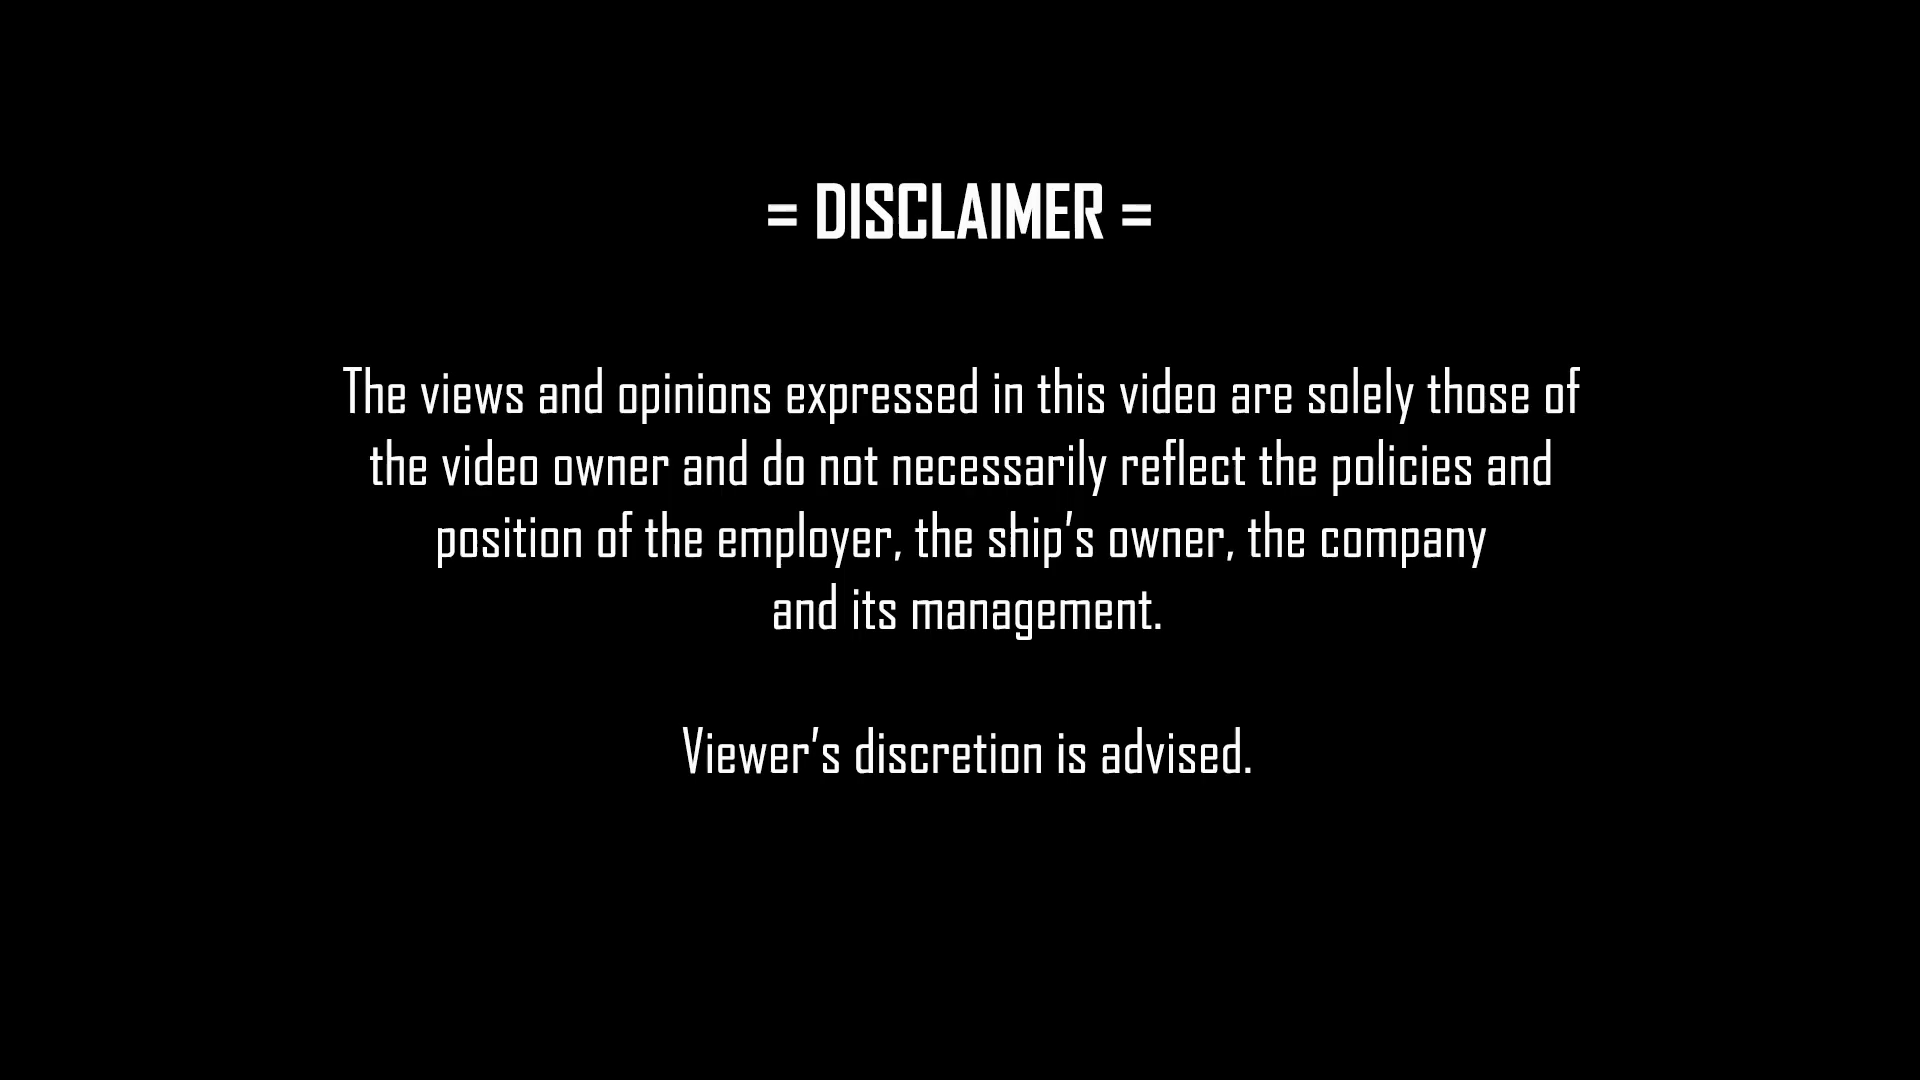 = DISCLAIMER =
The views and opinions expressed in this video are solely those of
the video owner and do not necessarily reflect the policies and
position of the employer, the ship's owner, the company
and its management.
Viewer's discretion is advised.